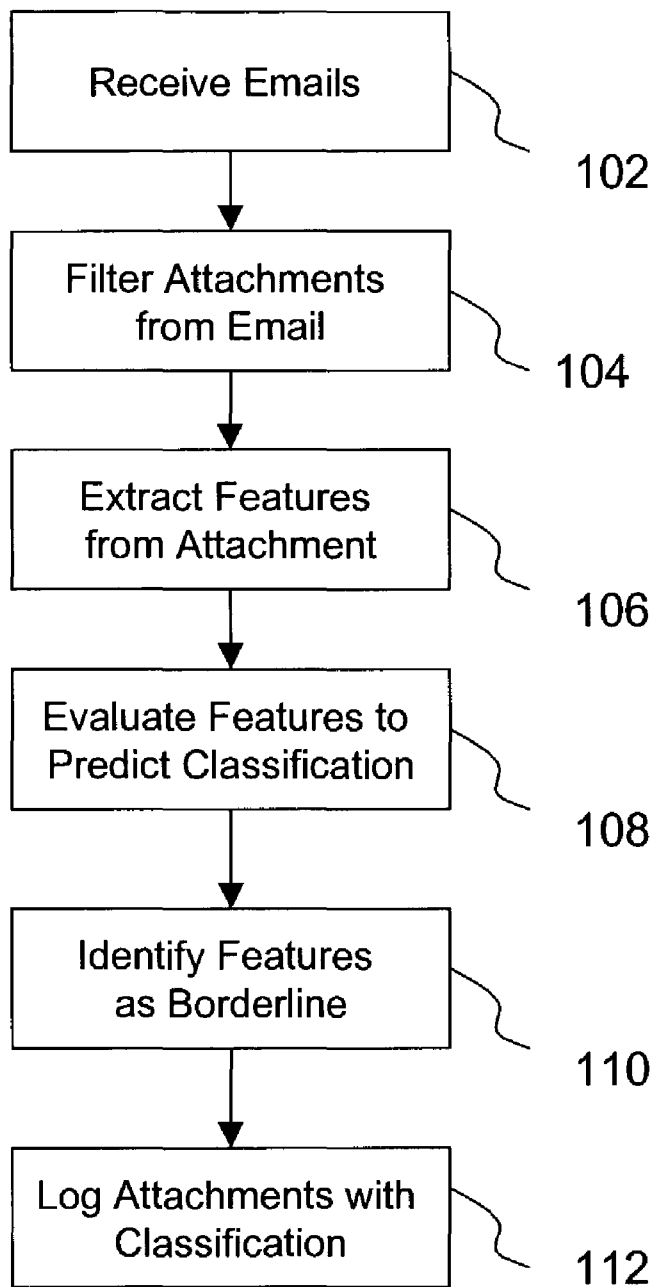 Receive Emails
102
Filter Attachments
from Email
104
Extract Features
from Attachment
106
Evaluate Features to
Predict Classification
108
Identify Features
as Borderline
110
Log Attachments with
Classification
112